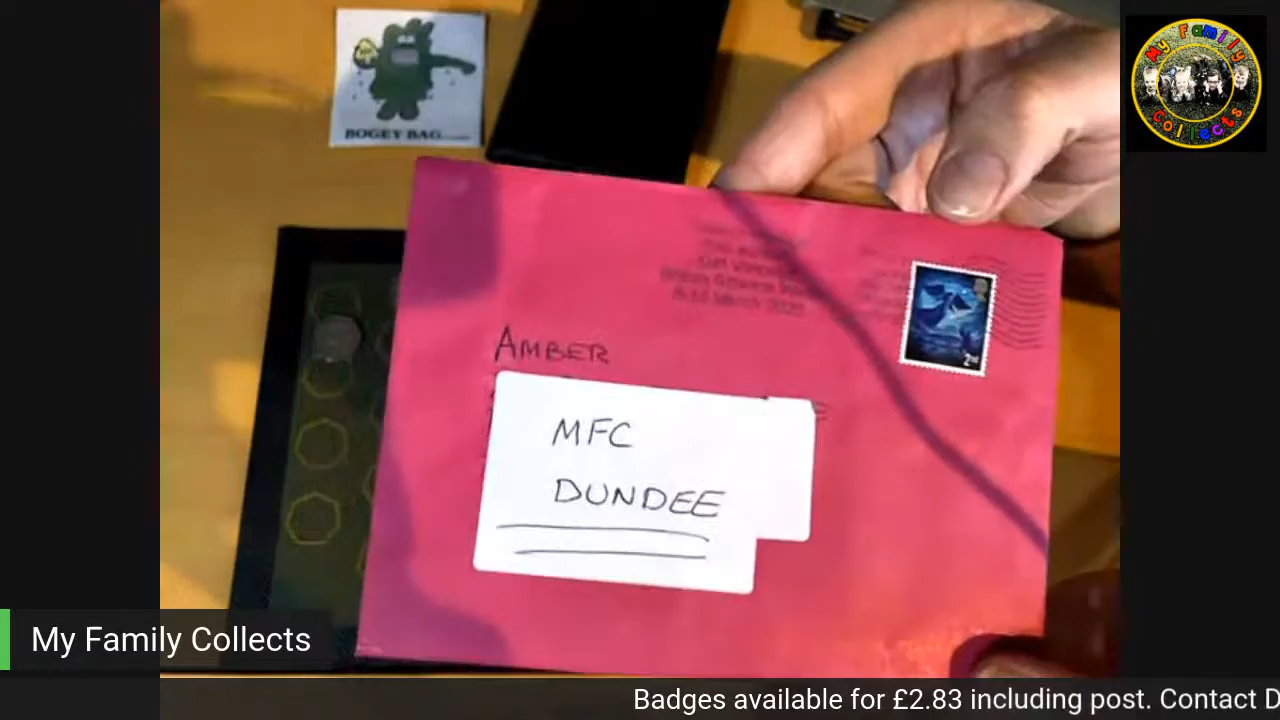 BOGEY BAG
My Family
Collects
AMBER
2nd
MFC
DUNDEE
My Family Collects
Badges available for £2.83 including post. Contact D